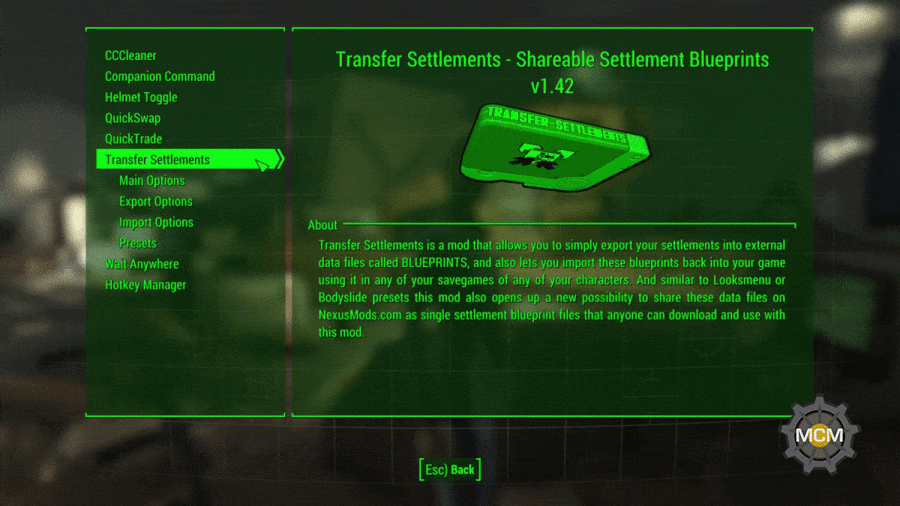 CCCleaner
Companion Command
Helmet Toggle
QuickSwap
QuickTrade
Transfer Settlements
Main Options
Export Options
Import Options
Presets
Wait Anywhere
Hotkey Manager
Transfer Settlements - Shareable Settlement Blueprints
v1.42
TRANSFER-SETTLEMENTS
About
Transfer Settlements is a mod that allows you to simply export your settlements into external
data files called BLUEPRINTS, and also lets you import these blueprints back into your game
using it in any of your savegames of any of your characters. And similar to Looksmenu or
Bodyslide presets this mod also opens up a new possibility to share these data files on
NexusMods.com as single settlement blueprint files that anyone can download and use with
this mod.
MCM
Esc) Back